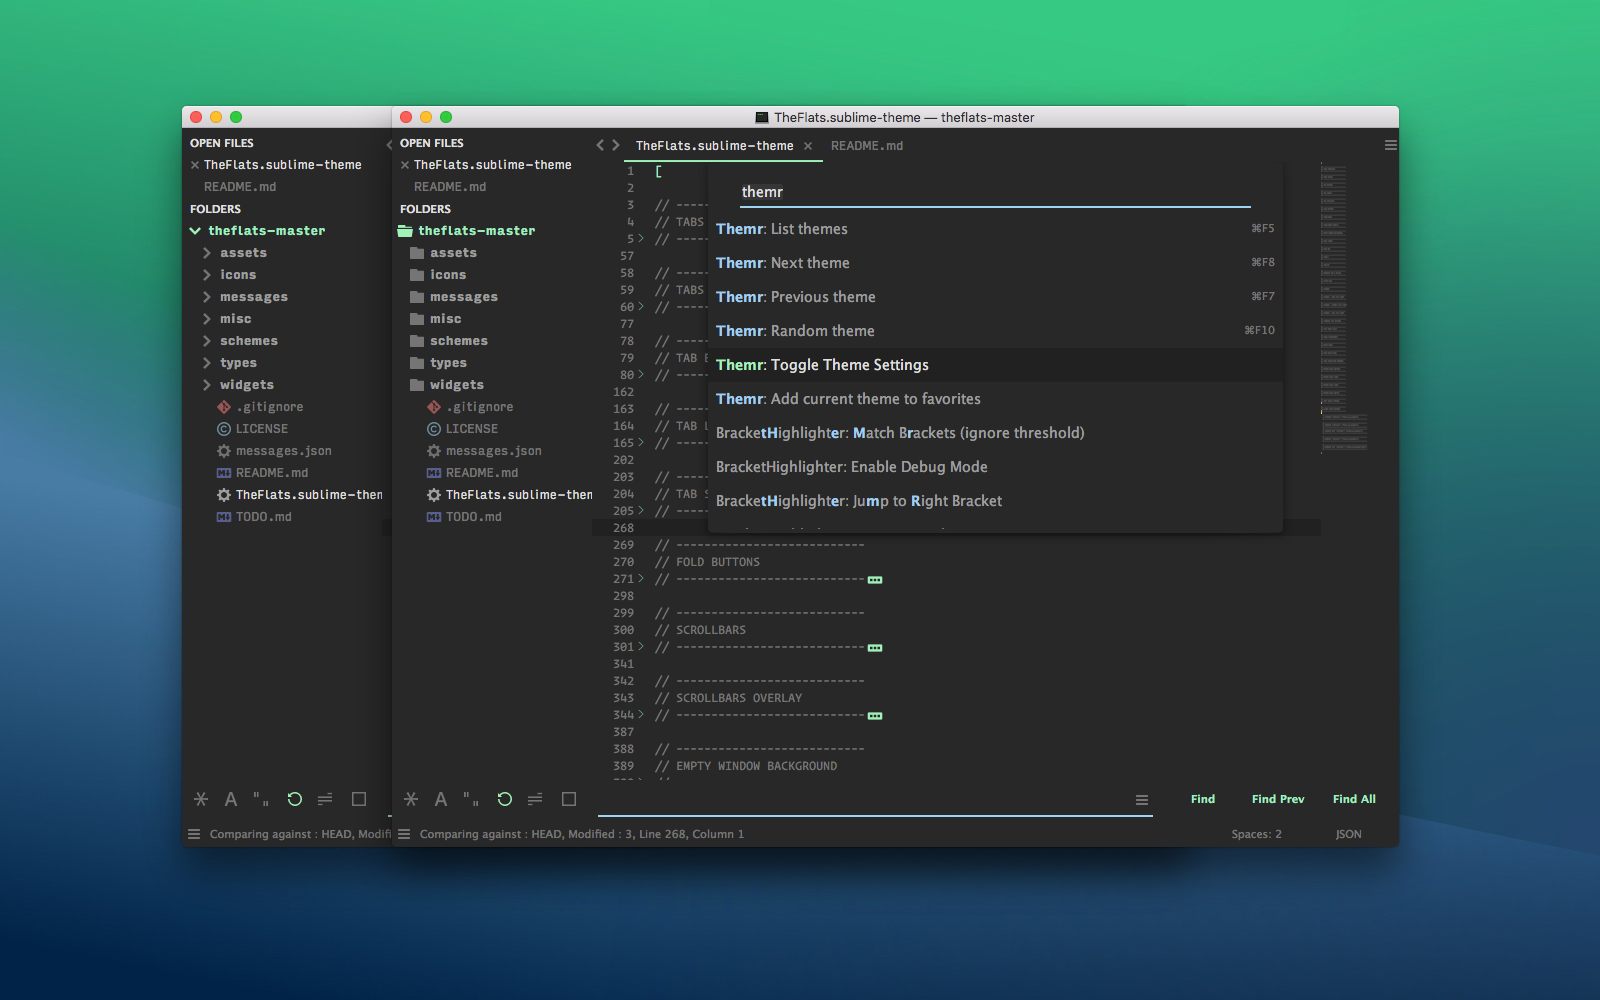 TheFlats.sublime-theme — theflats-master
OPEN FILES
TheFlats.sublime-theme
README.md
FOLDERS
theflats-master
assets
icons
messages
misc
schemes
types
widgets
.gitignore
LICENSE
messages.json
README.md
TheFlats.sublime-then
TODO.md
" "
A
Comparing against : HEAD, Modif
OPEN FILES
TheFlats.sublime-theme
README.md
FOLDERS
theflats-master
assets
icons
messages
misc
schemes
types
widgets
.gitignore
LICENSE
messages.json
README.md
TheFlats.sublime-then
TODO.md
A
" "
TheFlats.sublime-theme × README.md
1 [
2
3 // -----
4 // TABS
5 // -----
57
58 // -----
59 // TABS
60 // -----
77
78 // -----
79 // TAB
80 // -----
162
163 // -----
164 // TAB
165 // -----
202
203 // -----
204 // TAB
205 // -----
268
269 // ---------------------------
270 // FOLD BUTTONS
271 // ---------------------------
298
299 // ---------------------------
300 // SCROLLBARS
301 // ---------------------------
341
342 // ---------------------------
343 // SCROLLBARS OVERLAY
344 // ---------------------------
387
388 // ---------------------------
389 // EMPTY WINDOW BACKGROUND
themr
Themr: List themes ⌘F5
Themr: Next theme ⌘F8
Themr: Previous theme ⌘F7
Themr: Random theme ⌘F10
Themr: Toggle Theme Settings
Themr: Add current theme to favorites
BracketHighlighter: Match Brackets (ignore threshold)
BracketHighlighter: Enable Debug Mode
BracketHighlighter: Jump to Right Bracket
Find Find Prev Find All
Comparing against : HEAD, Modified : 3, Line 268, Column 1
Spaces: 2 JSON